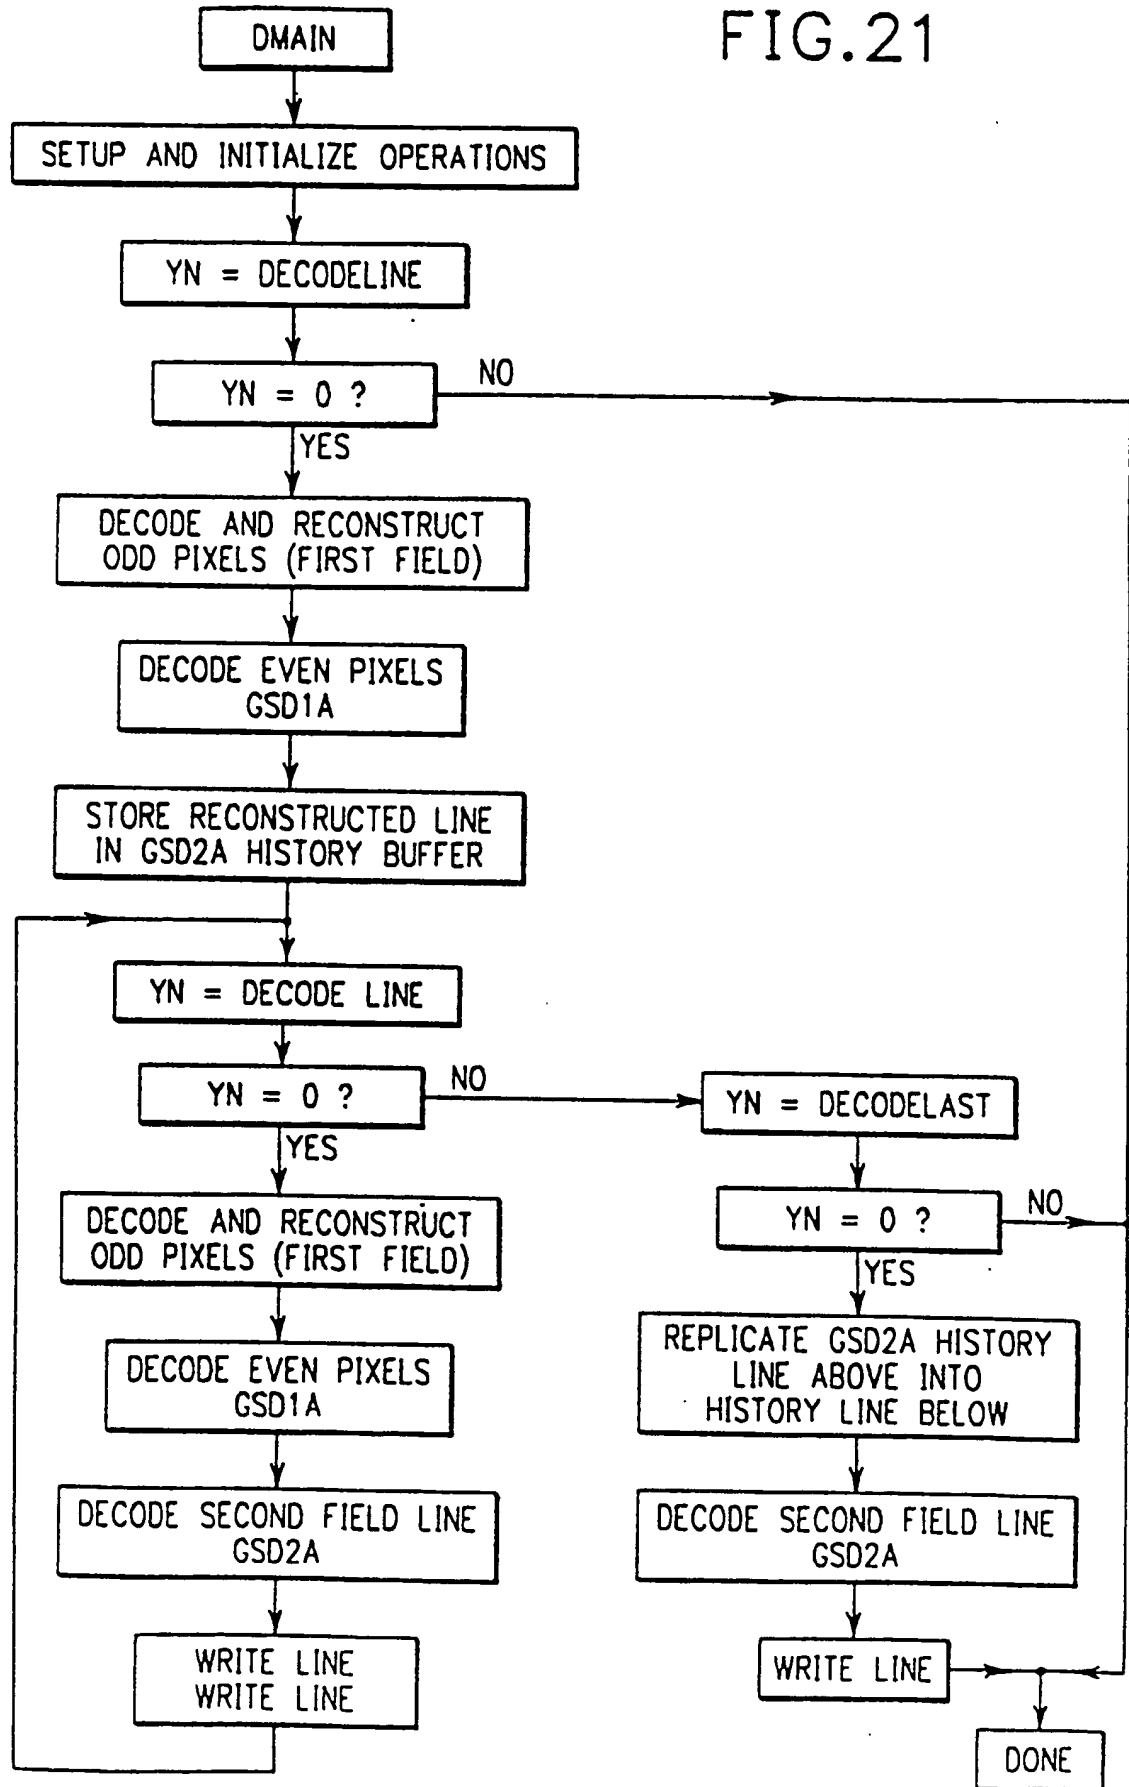 FIG.21
DMAIN
SETUP AND INITIALIZE OPERATIONS
YN = DECODELINE
YN = 0 ?
NO
YES
DECODE AND RECONSTRUCT
ODD PIXELS (FIRST FIELD)
DECODE EVEN PIXELS
GSD1A
STORE RECONSTRUCTED LINE
IN GSD2A HISTORY BUFFER
YN = DECODE LINE
YN = 0 ?
NO
YES
DECODE AND RECONSTRUCT
ODD PIXELS (FIRST FIELD)
DECODE EVEN PIXELS
GSD1A
DECODE SECOND FIELD LINE
GSD2A
WRITE LINE
WRITE LINE
YN = DECODELAST
YN = 0 ?
NO
YES
REPLICATE GSD2A HISTORY
LINE ABOVE INTO
HISTORY LINE BELOW
DECODE SECOND FIELD LINE
GSD2A
WRITE LINE
DONE